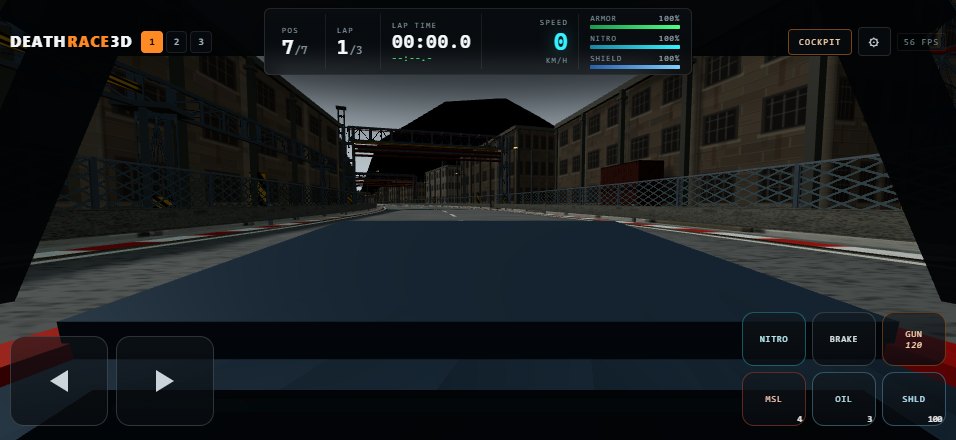 DEATHRACE3D 1 2 3
POS
7/7
LAP
1/3
LAP TIME
00:00.0
--:--.-
SPEED
0
KM/H
ARMOR 100%
NITRO 100%
SHIELD 100%
COCKPIT
56 FPS
NITRO
BRAKE
GUN
120
MSL
4
OIL
3
SHLD
100